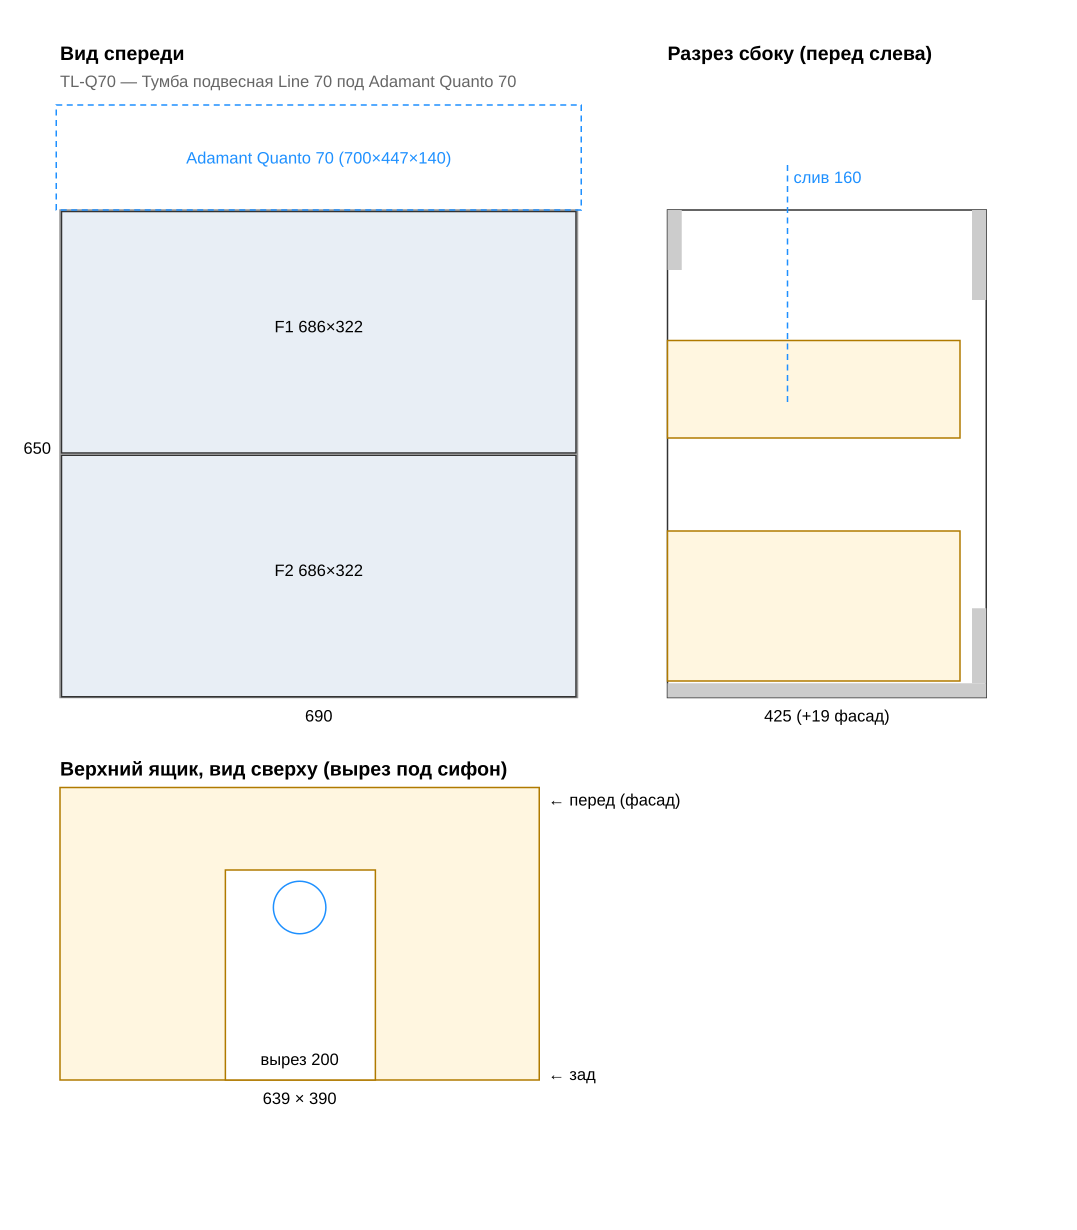 Вид спереди
TL-Q70 — Тумба подвесная Line 70 под Adamant Quanto 70
Adamant Quanto 70 (700×447×140)
F1 686×322
650
F2 686×322
690
Разрез сбоку (перед слева)
слив 160
425 (+19 фасад)
Верхний ящик, вид сверху (вырез под сифон)
← перед (фасад)
вырез 200
← зад
639 × 390